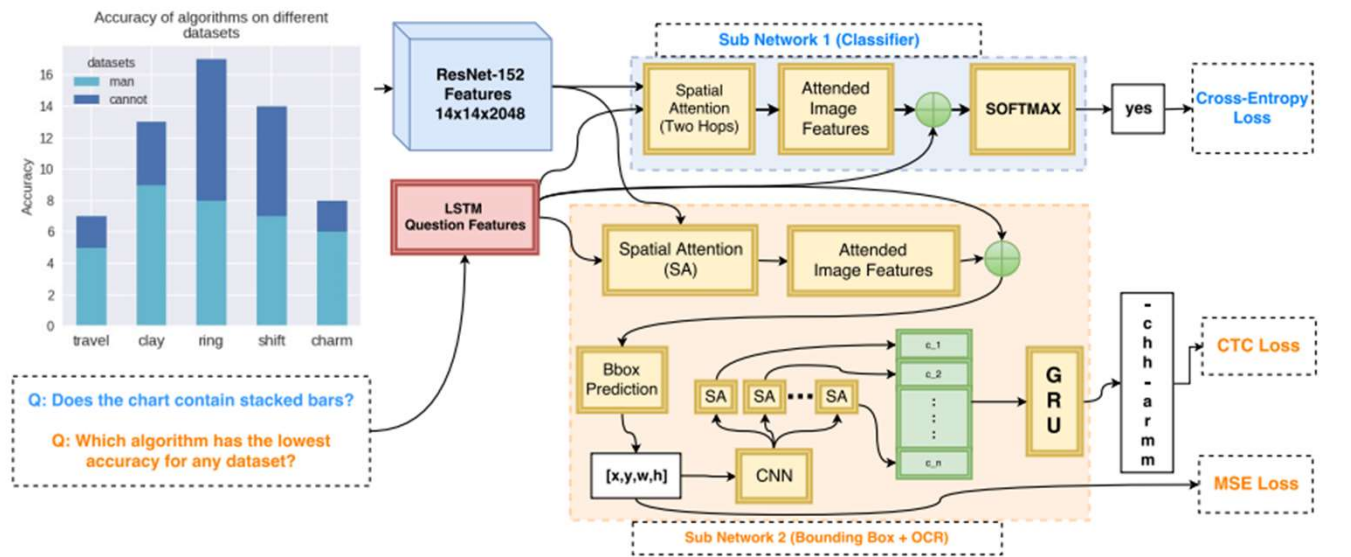 Accuracy of algorithms on different
datasets
datasets
man
cannot
Accuracy
16
14
12
10
8
6
4
2
0
travel clay ring shift charm
Q: Does the chart contain stacked bars?
Q: Which algorithm has the lowest
accuracy for any dataset?
ResNet-152
Features
14x14x2048
LSTM
Question Features
Sub Network 1 (Classifier)
Spatial
Attention
(Two Hops)
Attended
Image
Features
SOFTMAX
yes
Cross-Entropy
Loss
Spatial Attention
(SA)
Attended
Image Features
Bbox
Prediction
[x,y,w,h]
CNN
SA SA SA
c_1
c_2
c_n
G
R
U
-
c
h
h
-
a
r
m
m
CTC Loss
MSE Loss
Sub Network 2 (Bounding Box + OCR)